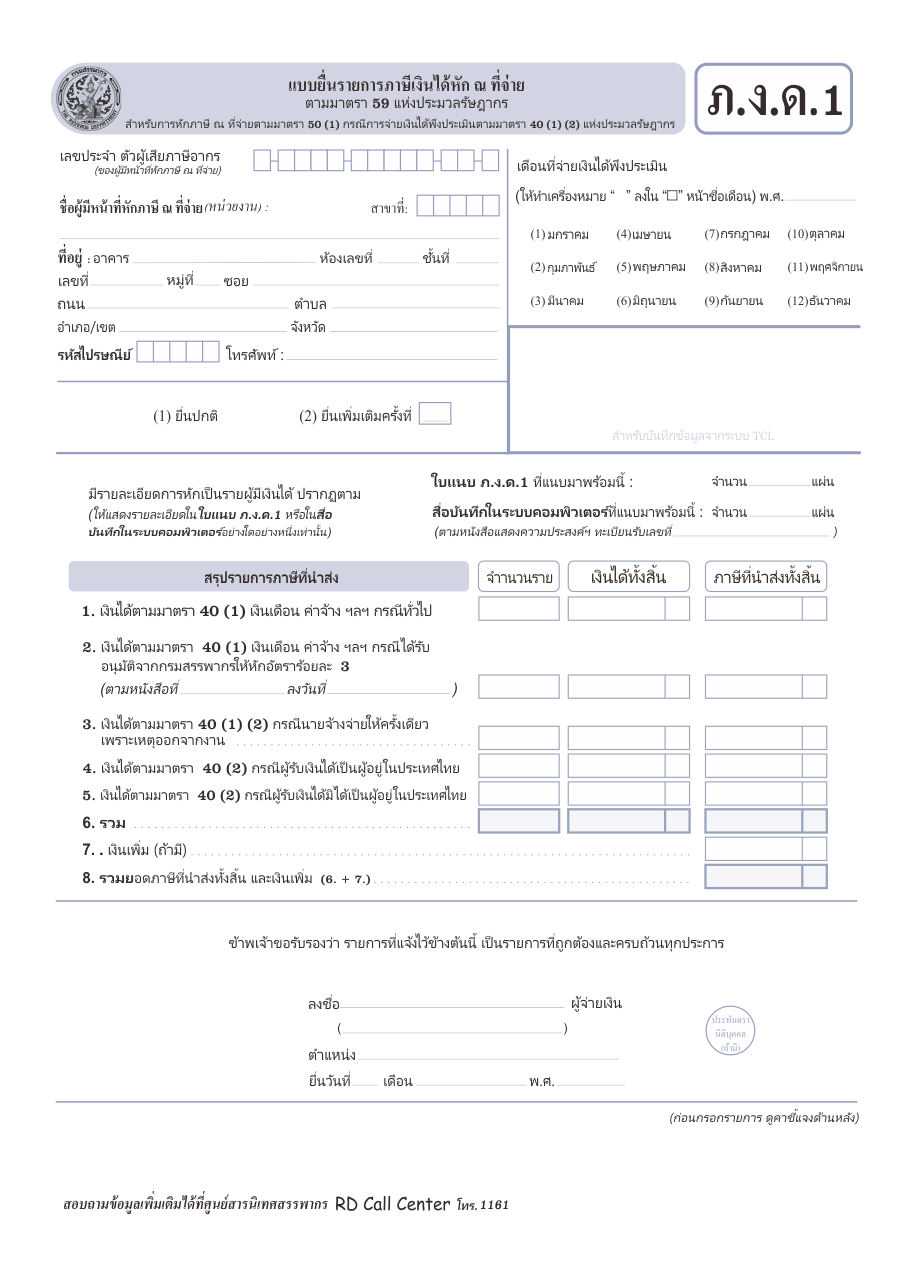 แบบยื่นรายการภาษีเงินได้หัก ณ ที่จ่าย
ตามมาตรา 59 แห่งประมวลรัษฎากร
สำหรับการหักภาษี ณ ที่จ่ายตามมาตรา 50 (1) กรณีการจ่ายเงินได้พึงประเมินตามมาตรา 40 (1) (2) แห่งประมวลรัษฎากร
ภ.ง.ด.1
เลขประจำ ตัวผู้เสียภาษีอากร
(ของผู้มีหน้าที่หักภาษี ณ ที่จ่าย)
ชื่อผู้มีหน้าที่หักภาษี ณ ที่จ่าย(หน่วยงาน) : สาขาที่:
ที่อยู่ : อาคาร ห้องเลขที่ ชั้นที่
เลขที่ หมู่ที่ ซอย
ถนน ตำบล
อำเภอ/เขต จังหวัด
รหัสไปรษณีย์ โทรศัพท์ :
(1) ยื่นปกติ (2) ยื่นเพิ่มเติมครั้งที่
เดือนที่จ่ายเงินได้พึงประเมิน
(ให้ทำเครื่องหมาย “ ” ลงใน “□” หน้าชื่อเดือน) พ.ศ.
(1) มกราคม (4)เมษายน (7)กรกฎาคม (10)ตุลาคม
(2) กุมภาพันธ์ (5)พฤษภาคม (8)สิงหาคม (11)พฤศจิกายน
(3) มีนาคม (6)มิถุนายน (9)กันยายน (12)ธันวาคม
สำหรับบันทึกข้อมูลจากระบบ TCL
มีรายละเอียดการหักเป็นรายผู้มีเงินได้ ปรากฏตาม
(ให้แสดงรายละเอียดในใบแนบ ภ.ง.ด.1 หรือในสื่อ
บันทึกในระบบคอมพิวเตอร์อย่างใดอย่างหนึ่งเท่านั้น)
ใบแนบ ภ.ง.ด.1 ที่แนบมาพร้อมนี้ : จำนวน แผ่น
สื่อบันทึกในระบบคอมพิวเตอร์ที่แนบมาพร้อมนี้ : จำนวน แผ่น
(ตามหนังสือแสดงความประสงค์ฯ ทะเบียนรับเลขที่ )
สรุปรายการภาษีที่นำส่ง จำานวนราย เงินได้ทั้งสิ้น ภาษีที่นำส่งทั้งสิ้น
1. เงินได้ตามมาตรา 40 (1) เงินเดือน ค่าจ้าง ฯลฯ กรณีทั่วไป
2. เงินได้ตามมาตรา 40 (1) เงินเดือน ค่าจ้าง ฯลฯ กรณีได้รับ
อนุมัติจากกรมสรรพากรให้หักอัตราร้อยละ 3
(ตามหนังสือที่ ลงวันที่ )
3. เงินได้ตามมาตรา 40 (1) (2) กรณีนายจ้างจ่ายให้ครั้งเดียว
เพราะเหตุออกจากงาน
4. เงินได้ตามมาตรา 40 (2) กรณีผู้รับเงินได้เป็นผู้อยู่ในประเทศไทย
5. เงินได้ตามมาตรา 40 (2) กรณีผู้รับเงินได้มิได้เป็นผู้อยู่ในประเทศไทย
6. รวม
7. . เงินเพิ่ม (ถ้ามี)
8. รวมยอดภาษีที่นำส่งทั้งสิ้น และเงินเพิ่ม (6. + 7.)
ข้าพเจ้าขอรับรองว่า รายการที่แจ้งไว้ข้างต้นนี้ เป็นรายการที่ถูกต้องและครบถ้วนทุกประการ
ลงชื่อ ผู้จ่ายเงิน
( )
ตำแหน่ง
ยื่นวันที่ เดือน พ.ศ.
ประทับตรา
นิติบุคคล
(ถ้ามี)
(ก่อนกรอกรายการ ดูคาชี้แจงด้านหลัง)
สอบถามข้อมูลเพิ่มเติมได้ที่ศูนย์สารนิเทศสรรพากร RD Call Center โทร. 1161